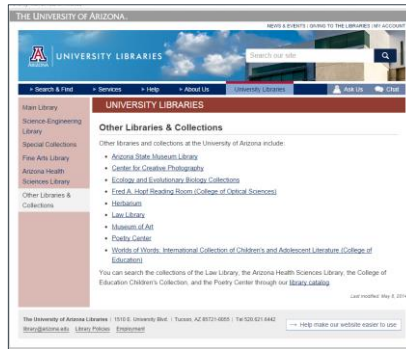 THE UNIVERSITY OF ARIZONA.
NEWS & EVENTS | GIVING TO THE LIBRARIES | MY ACCOUNT
A
ARIZONA
UNIVERSITY LIBRARIES
Search our site
Search & Find
Services
Help
About Us
University Libraries
Ask Us
Chat
Main Library
Science-Engineering
Library
Special Collections
Fine Arts Library
Arizona Health
Sciences Library
Other Libraries &
Collections
UNIVERSITY LIBRARIES
Other Libraries & Collections
Other libraries and collections at the University of Arizona include:
• Arizona State Museum Library
• Center for Creative Photography
• Ecology and Evolutionary Biology Collections
• Fred A. Hopf Reading Room (College of Optical Sciences)
• Herbarium
• Law Library
• Museum of Art
• Poetry Center
• Worlds of Words: International Collection of Children's and Adolescent Literature (College of
Education)
You can search the collections of the Law Library, the Arizona Health Sciences Library, the College of
Education Children's Collection, and the Poetry Center through our library catalog.
Last modified: May 8, 2014
The University of Arizona Libraries | 1510 E. University Blvd. | Tucson, AZ 85721-0055 | Tel 520.621.6442
library@arizona.edu Library Policies Employment
Help make our website easier to use